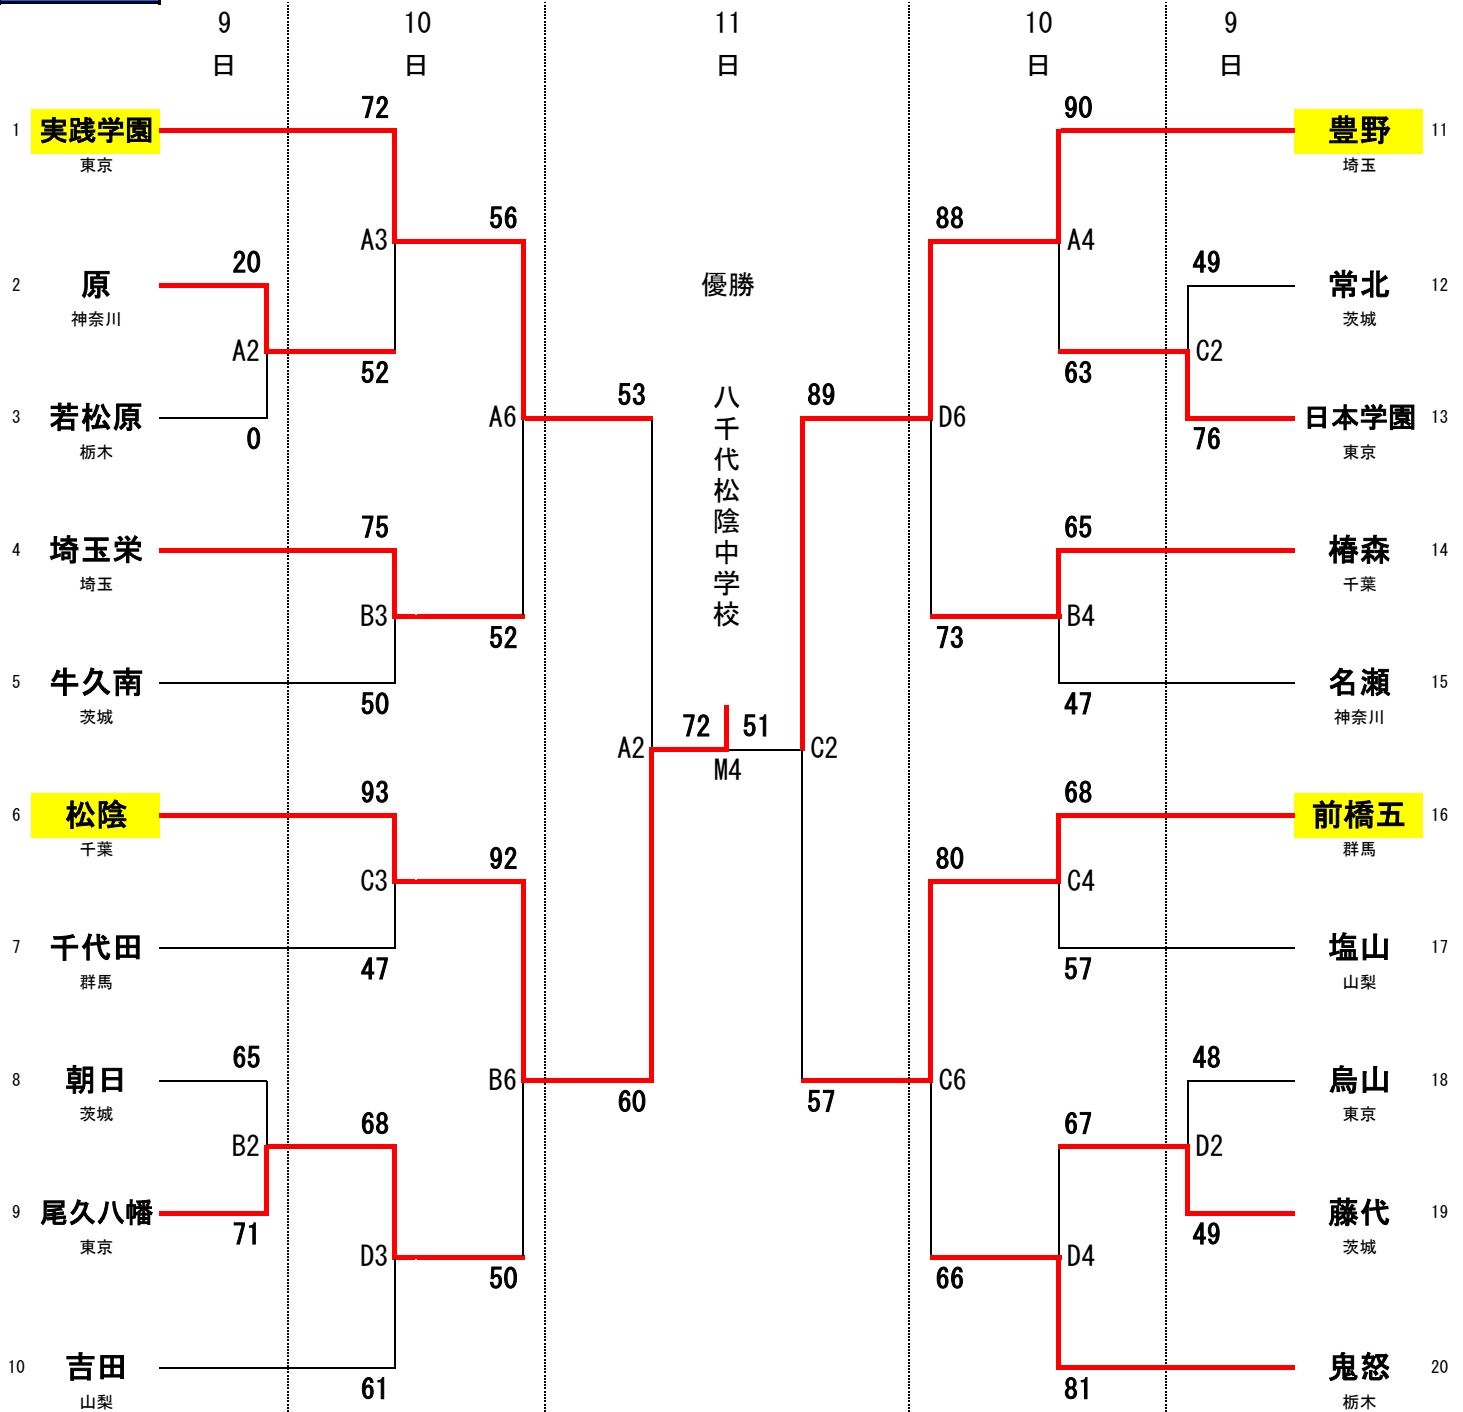 9 10 11 10 9
日 日 日 日 日
72 90
1 実践学園 豊野 11
東京 埼玉
56 88
A3 A4
20 49
2 原 優勝 常北 12
神奈川 茨城
A2 C2
52 63
53 八千代松陰中学校 89
3 若松原 A6 D6 日本学園 13
0 76
栃木 東京
75 65
4 埼玉栄 椿森 14
埼玉 千葉
B3 B4
52 73
5 牛久南 名瀬 15
50 47
茨城 神奈川
72 51
A2 C2
M4
93 68
6 松陰 前橋五 16
千葉 群馬
92 80
C3 C4
7 千代田 塩山 17
47 57
群馬 山梨
65 48
8 朝日 B6 C6 烏山 18
60 57
茨城 東京
68 67
B2 D2
9 尾久八幡 藤代 19
71 49
東京 茨城
D3 D4
50 66
10 吉田 鬼怒 20
61 81
山梨 栃木